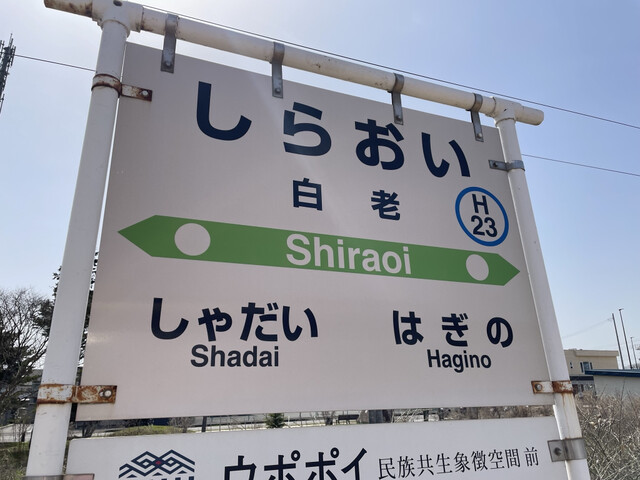 しらおい
白老
H
23
Shiraoi
しゃだい はぎの
Shadai Hagino
ウポポイ 民族共生象徴空間 前